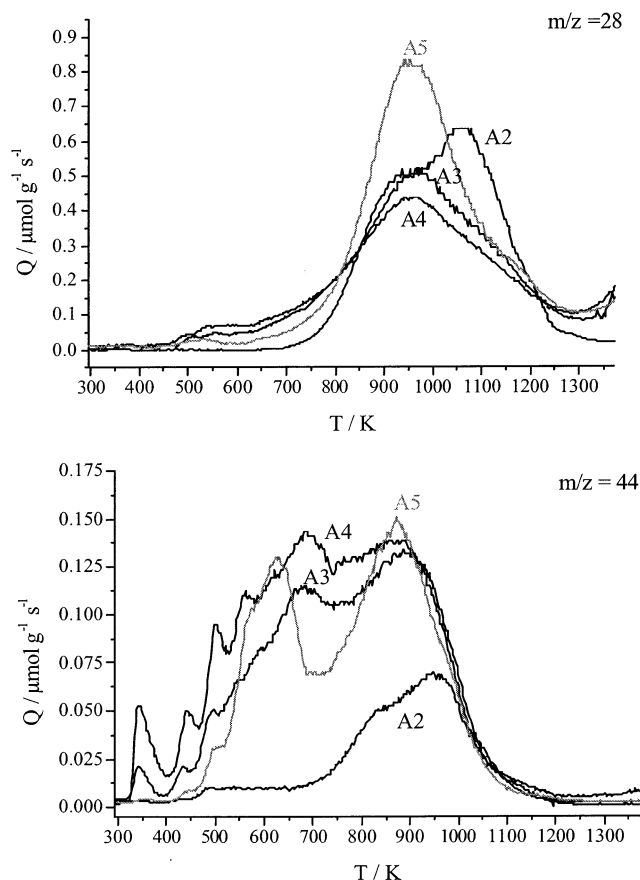 m/z =28
A5
A2
A3
A4
Q / μmol g⁻¹ s⁻¹
0.9
0.8
0.7
0.6
0.5
0.4
0.3
0.2
0.1
0.0
300 400 500 600 700 800 900 1000 1100 1200 1300
T / K
m/z = 44
A5
A4
A3
A2
Q / μmol g⁻¹ s⁻¹
0.175
0.150
0.125
0.100
0.075
0.050
0.025
0.000
300 400 500 600 700 800 900 1000 1100 1200 1300
T / K